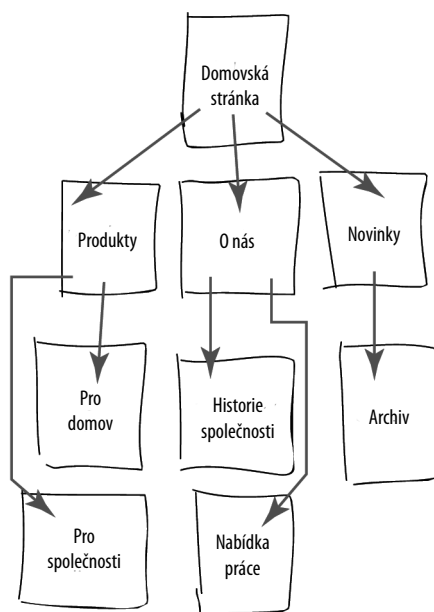 Domovská
stránka
Produkty
O nás
Novinky
Pro
domov
Historie
společnosti
Archiv
Pro
společnosti
Nabídka
práce